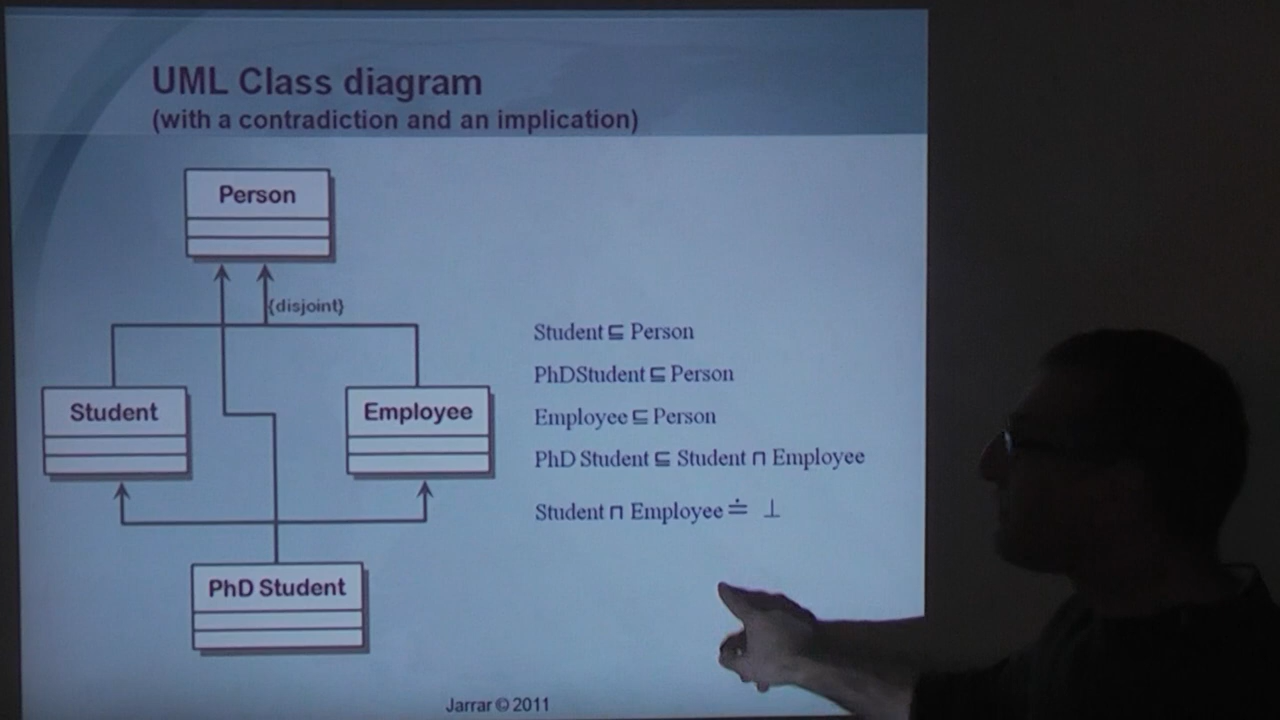 UML Class diagram
(with a contradiction and an implication)
Person
{disjoint}
Student
Employee
PhD Student
Student ⊑ Person
PhDStudent ⊑ Person
Employee ⊑ Person
PhD Student ⊑ Student ⊓ Employee
Student ⊓ Employee ≐ ⊥
Jarrar © 2011